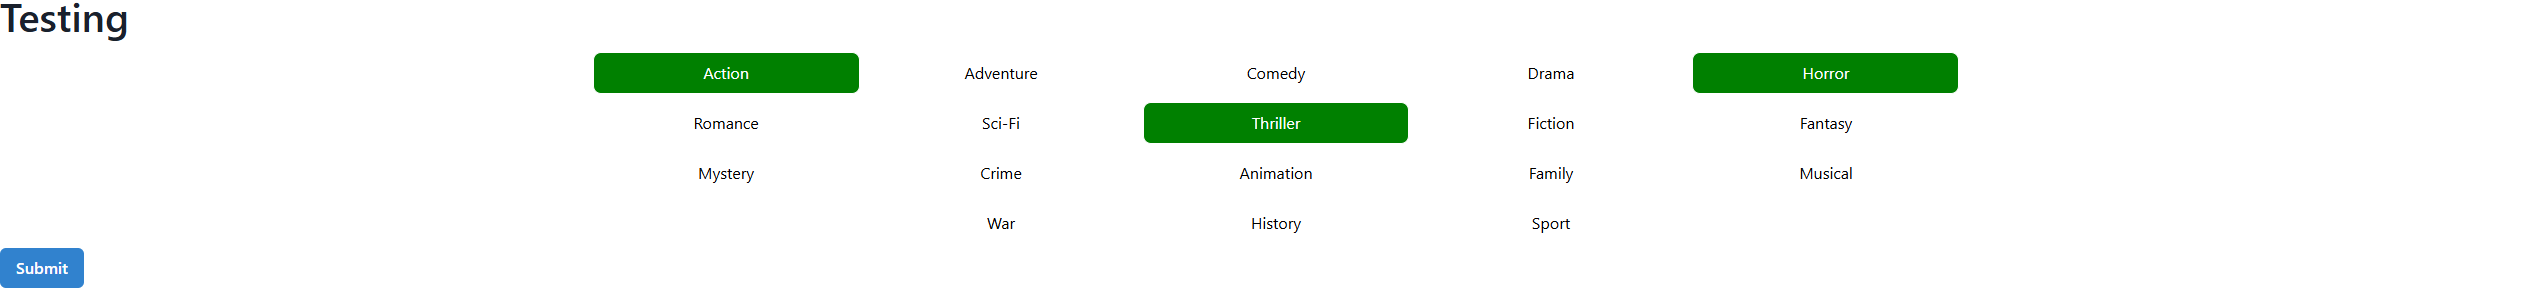 Testing
Action Adventure Comedy Drama Horror
Romance Sci-Fi Thriller Fiction Fantasy
Mystery Crime Animation Family Musical
War History Sport
Submit